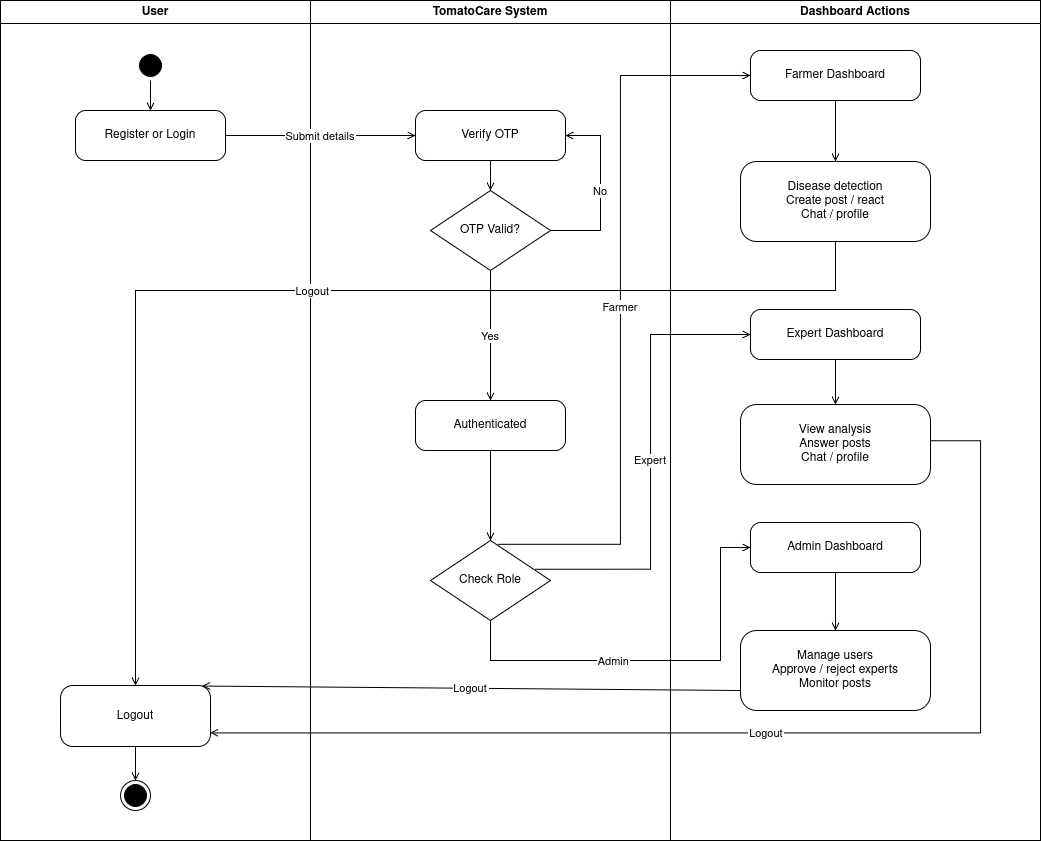 User
TomatoCare System
Dashboard Actions
Farmer Dashboard
Register or Login
Submit details
Verify OTP
No
Disease detection
Create post / react
Chat / profile
OTP Valid?
Logout
Farmer
Yes
Expert Dashboard
Authenticated
View analysis
Answer posts
Chat / profile
Expert
Admin Dashboard
Check Role
Admin
Manage users
Approve / reject experts
Monitor posts
Logout
Logout
Logout